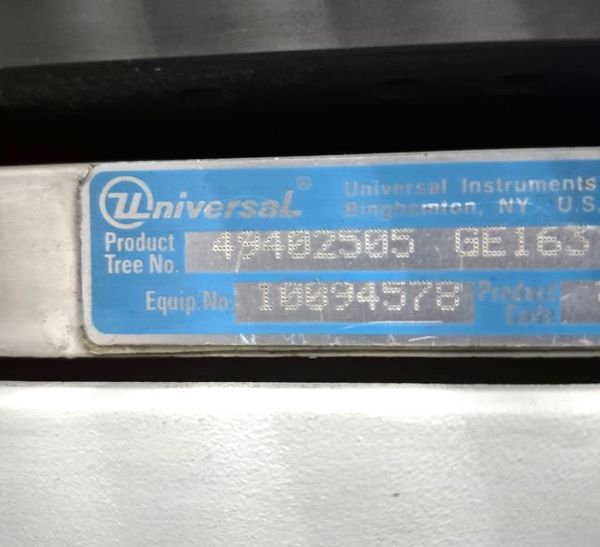 Universal® Universal Instruments
Binghamton, NY U.S.
Product
Tree No. 49402505 GE163
Equip. No. 10094578 Product
Code